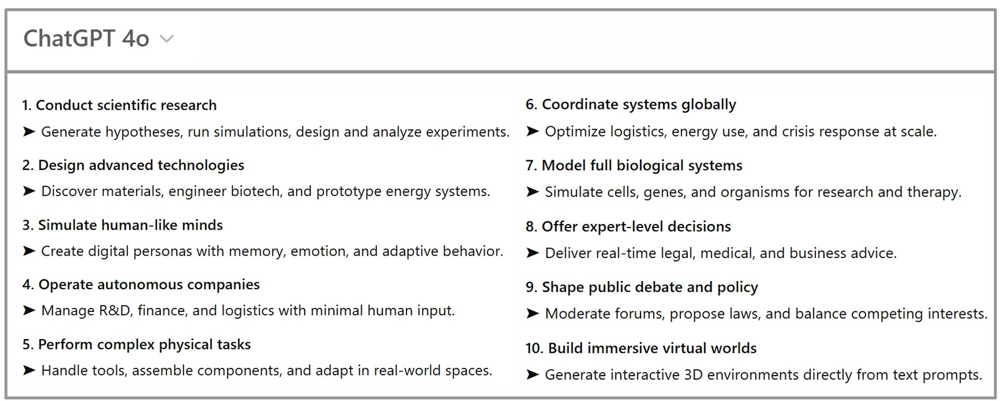 ChatGPT 4o
1. Conduct scientific research
➤ Generate hypotheses, run simulations, design and analyze experiments.
2. Design advanced technologies
➤ Discover materials, engineer biotech, and prototype energy systems.
3. Simulate human-like minds
➤ Create digital personas with memory, emotion, and adaptive behavior.
4. Operate autonomous companies
➤ Manage R&D, finance, and logistics with minimal human input.
5. Perform complex physical tasks
➤ Handle tools, assemble components, and adapt in real-world spaces.
6. Coordinate systems globally
➤ Optimize logistics, energy use, and crisis response at scale.
7. Model full biological systems
➤ Simulate cells, genes, and organisms for research and therapy.
8. Offer expert-level decisions
➤ Deliver real-time legal, medical, and business advice.
9. Shape public debate and policy
➤ Moderate forums, propose laws, and balance competing interests.
10. Build immersive virtual worlds
➤ Generate interactive 3D environments directly from text prompts.